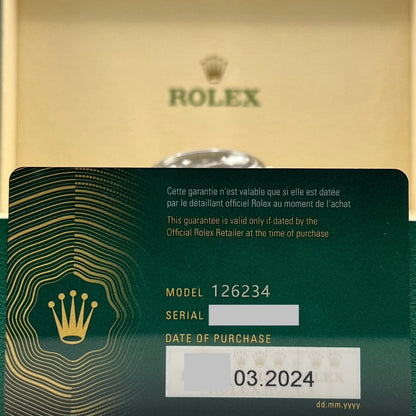 ROLEX
Cette garantie n'est valable que si elle est datée
par le détaillant officiel Rolex au moment de l'achat
This guarantee is valid only if dated by the
Official Rolex Retailer at the time of purchase
MODEL 126234
SERIAL
DATE OF PURCHASE
03.2024
dd.mm.yyyy